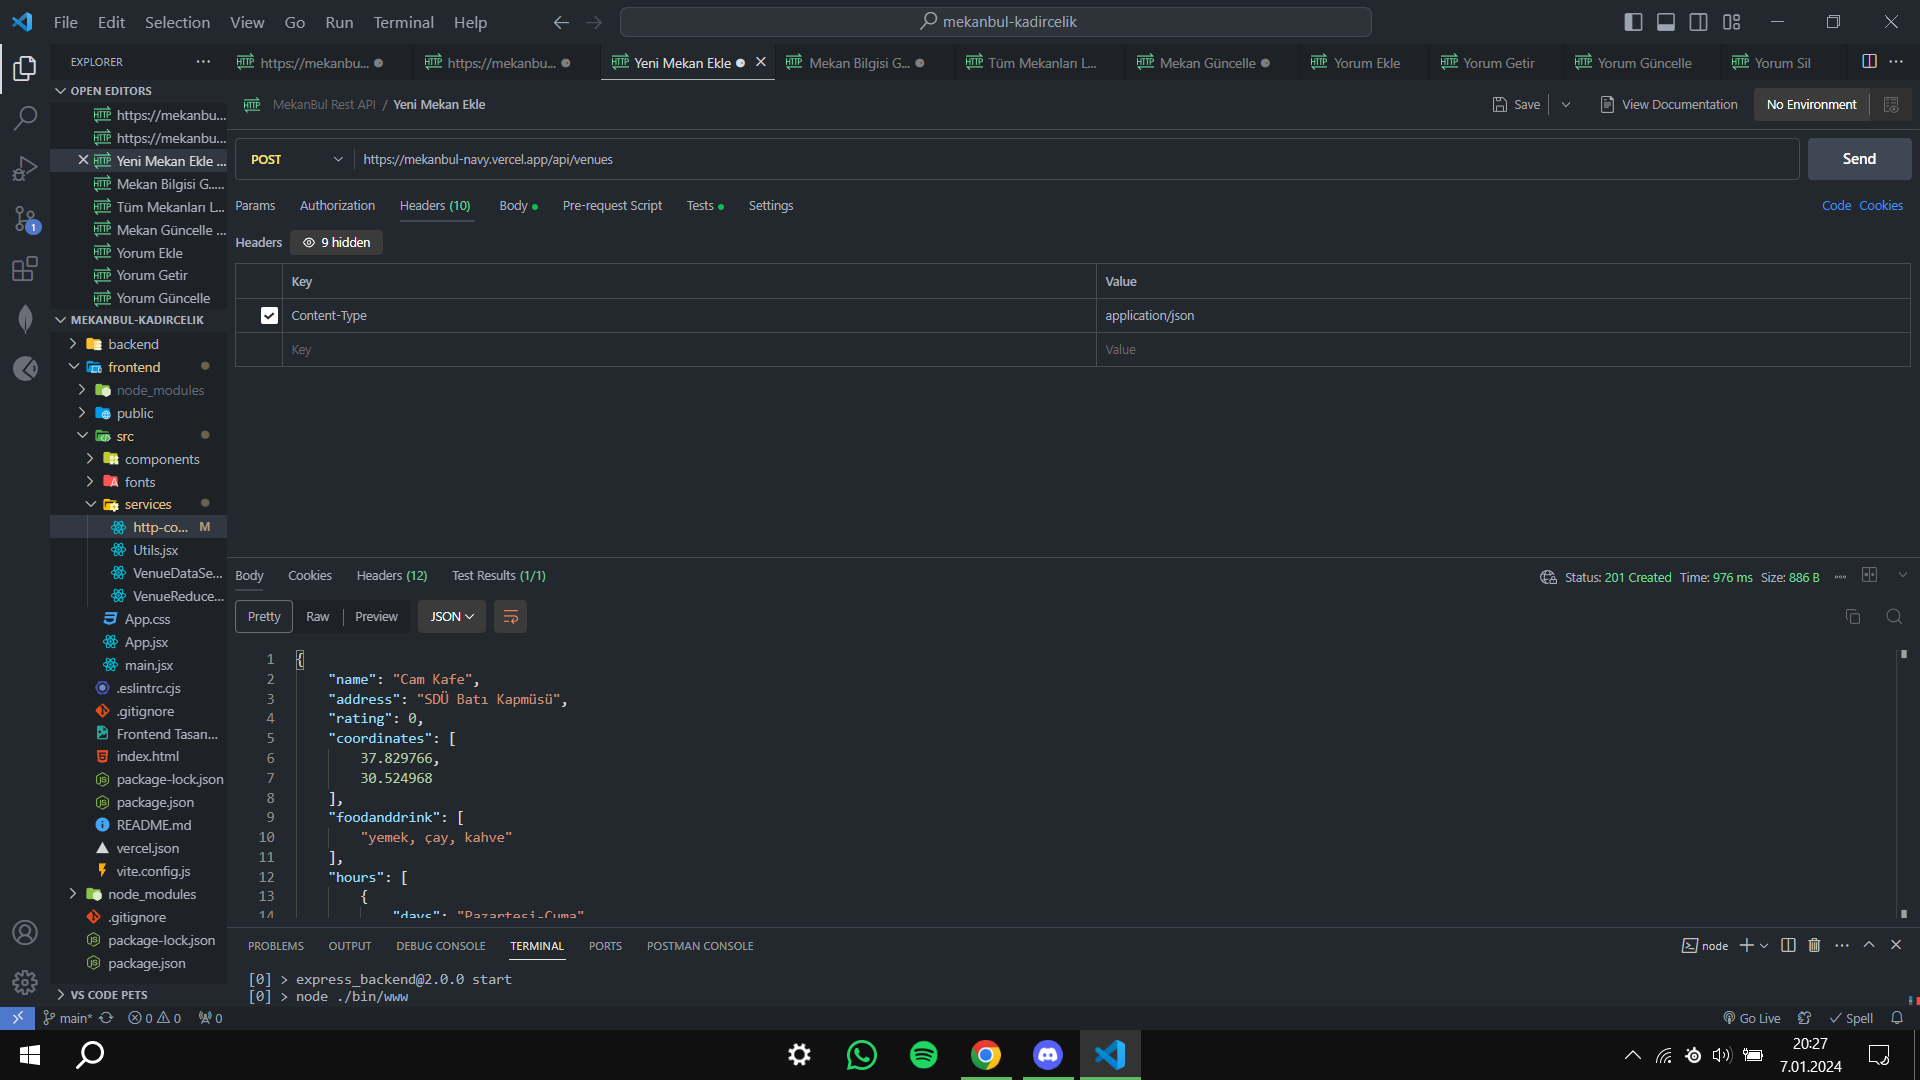 File Edit Selection View Go Run Terminal Help
mekanbul-kadircelik
EXPLORER
https://mekanbu...
https://mekanbu...
Yeni Mekan Ekle
Mekan Bilgisi G...
Tüm Mekanları L...
Mekan Güncelle
Yorum Ekle
Yorum Getir
Yorum Güncelle
Yorum Sil
OPEN EDITORS
https://mekanbu...
https://mekanbu...
Yeni Mekan Ekle ...
Mekan Bilgisi G.....
Tüm Mekanları L...
Mekan Güncelle ...
Yorum Ekle
Yorum Getir
Yorum Güncelle
MEKANBUL-KADIRCELIK
backend
frontend
node_modules
public
src
components
fonts
services
http-co... M
Utils.jsx
VenueDataSe...
VenueReduce...
App.css
App.jsx
main.jsx
.eslintrc.cjs
.gitignore
Frontend Tasarı...
index.html
package-lock.json
package.json
README.md
vercel.json
vite.config.js
node_modules
.gitignore
package-lock.json
package.json
VS CODE PETS
MekanBul Rest API / Yeni Mekan Ekle
Save
View Documentation
No Environment
POST
https://mekanbul-navy.vercel.app/api/venues
Send
Params Authorization Headers (10) Body Pre-request Script Tests Settings
Code Cookies
Headers 9 hidden
Key Value
Content-Type application/json
Key Value
Body Cookies Headers (12) Test Results (1/1)
Status: 201 Created Time: 976 ms Size: 886 B
Pretty Raw Preview JSON
1 {
2 "name": "Cam Kafe",
3 "address": "SDÜ Batı Kapmüsü",
4 "rating": 0,
5 "coordinates": [
6 37.829766,
7 30.524968
8 ],
9 "foodanddrink": [
10 "yemek, çay, kahve"
11 ],
12 "hours": [
13 {
14 "days": "Pazartesi-Cuma"
PROBLEMS OUTPUT DEBUG CONSOLE TERMINAL PORTS POSTMAN CONSOLE
node
[0] > express_backend@2.0.0 start
[0] > node ./bin/www
main* 0 0 0
Go Live Spell
20:27
7.01.2024